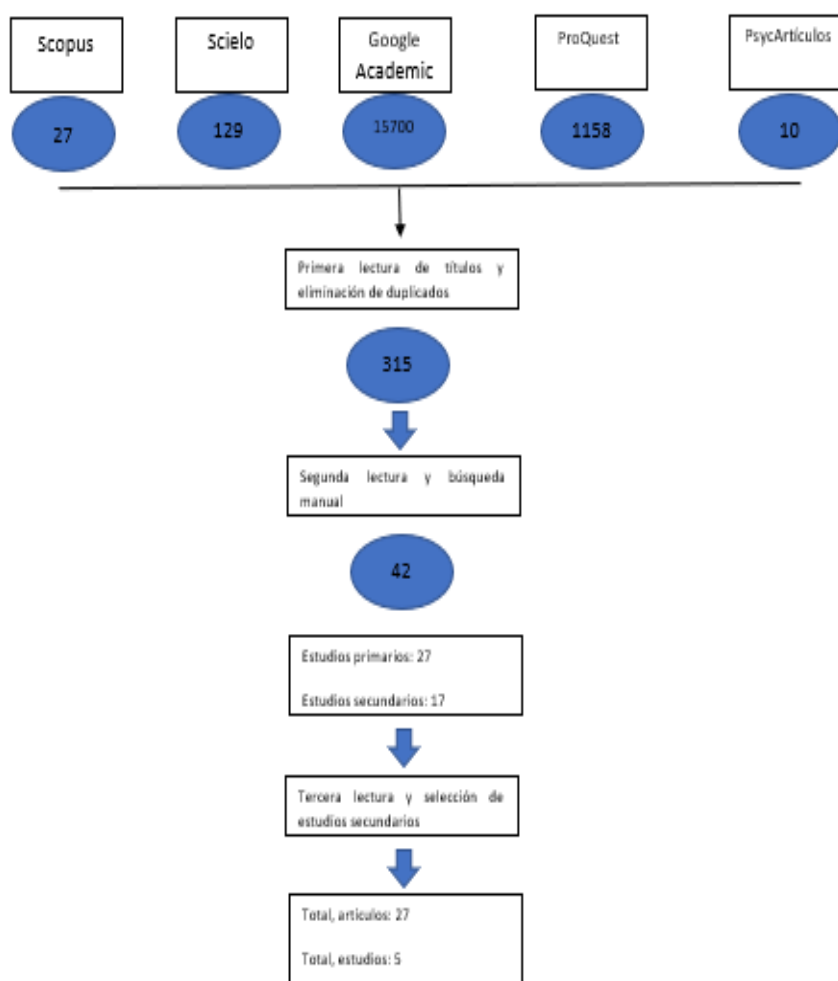 Scopus
Scielo
Google
Academic
ProQuest
PsycArtículos
27
129
15700
1158
10
Primera lectura de títulos y
eliminación de duplicados
315
Segunda lectura y búsqueda
manual
42
Estudios primarios: 27
Estudios secundarios: 17
Tercera lectura y selección de
estudios secundarios
Total, artículos: 27
Total, estudios: 5